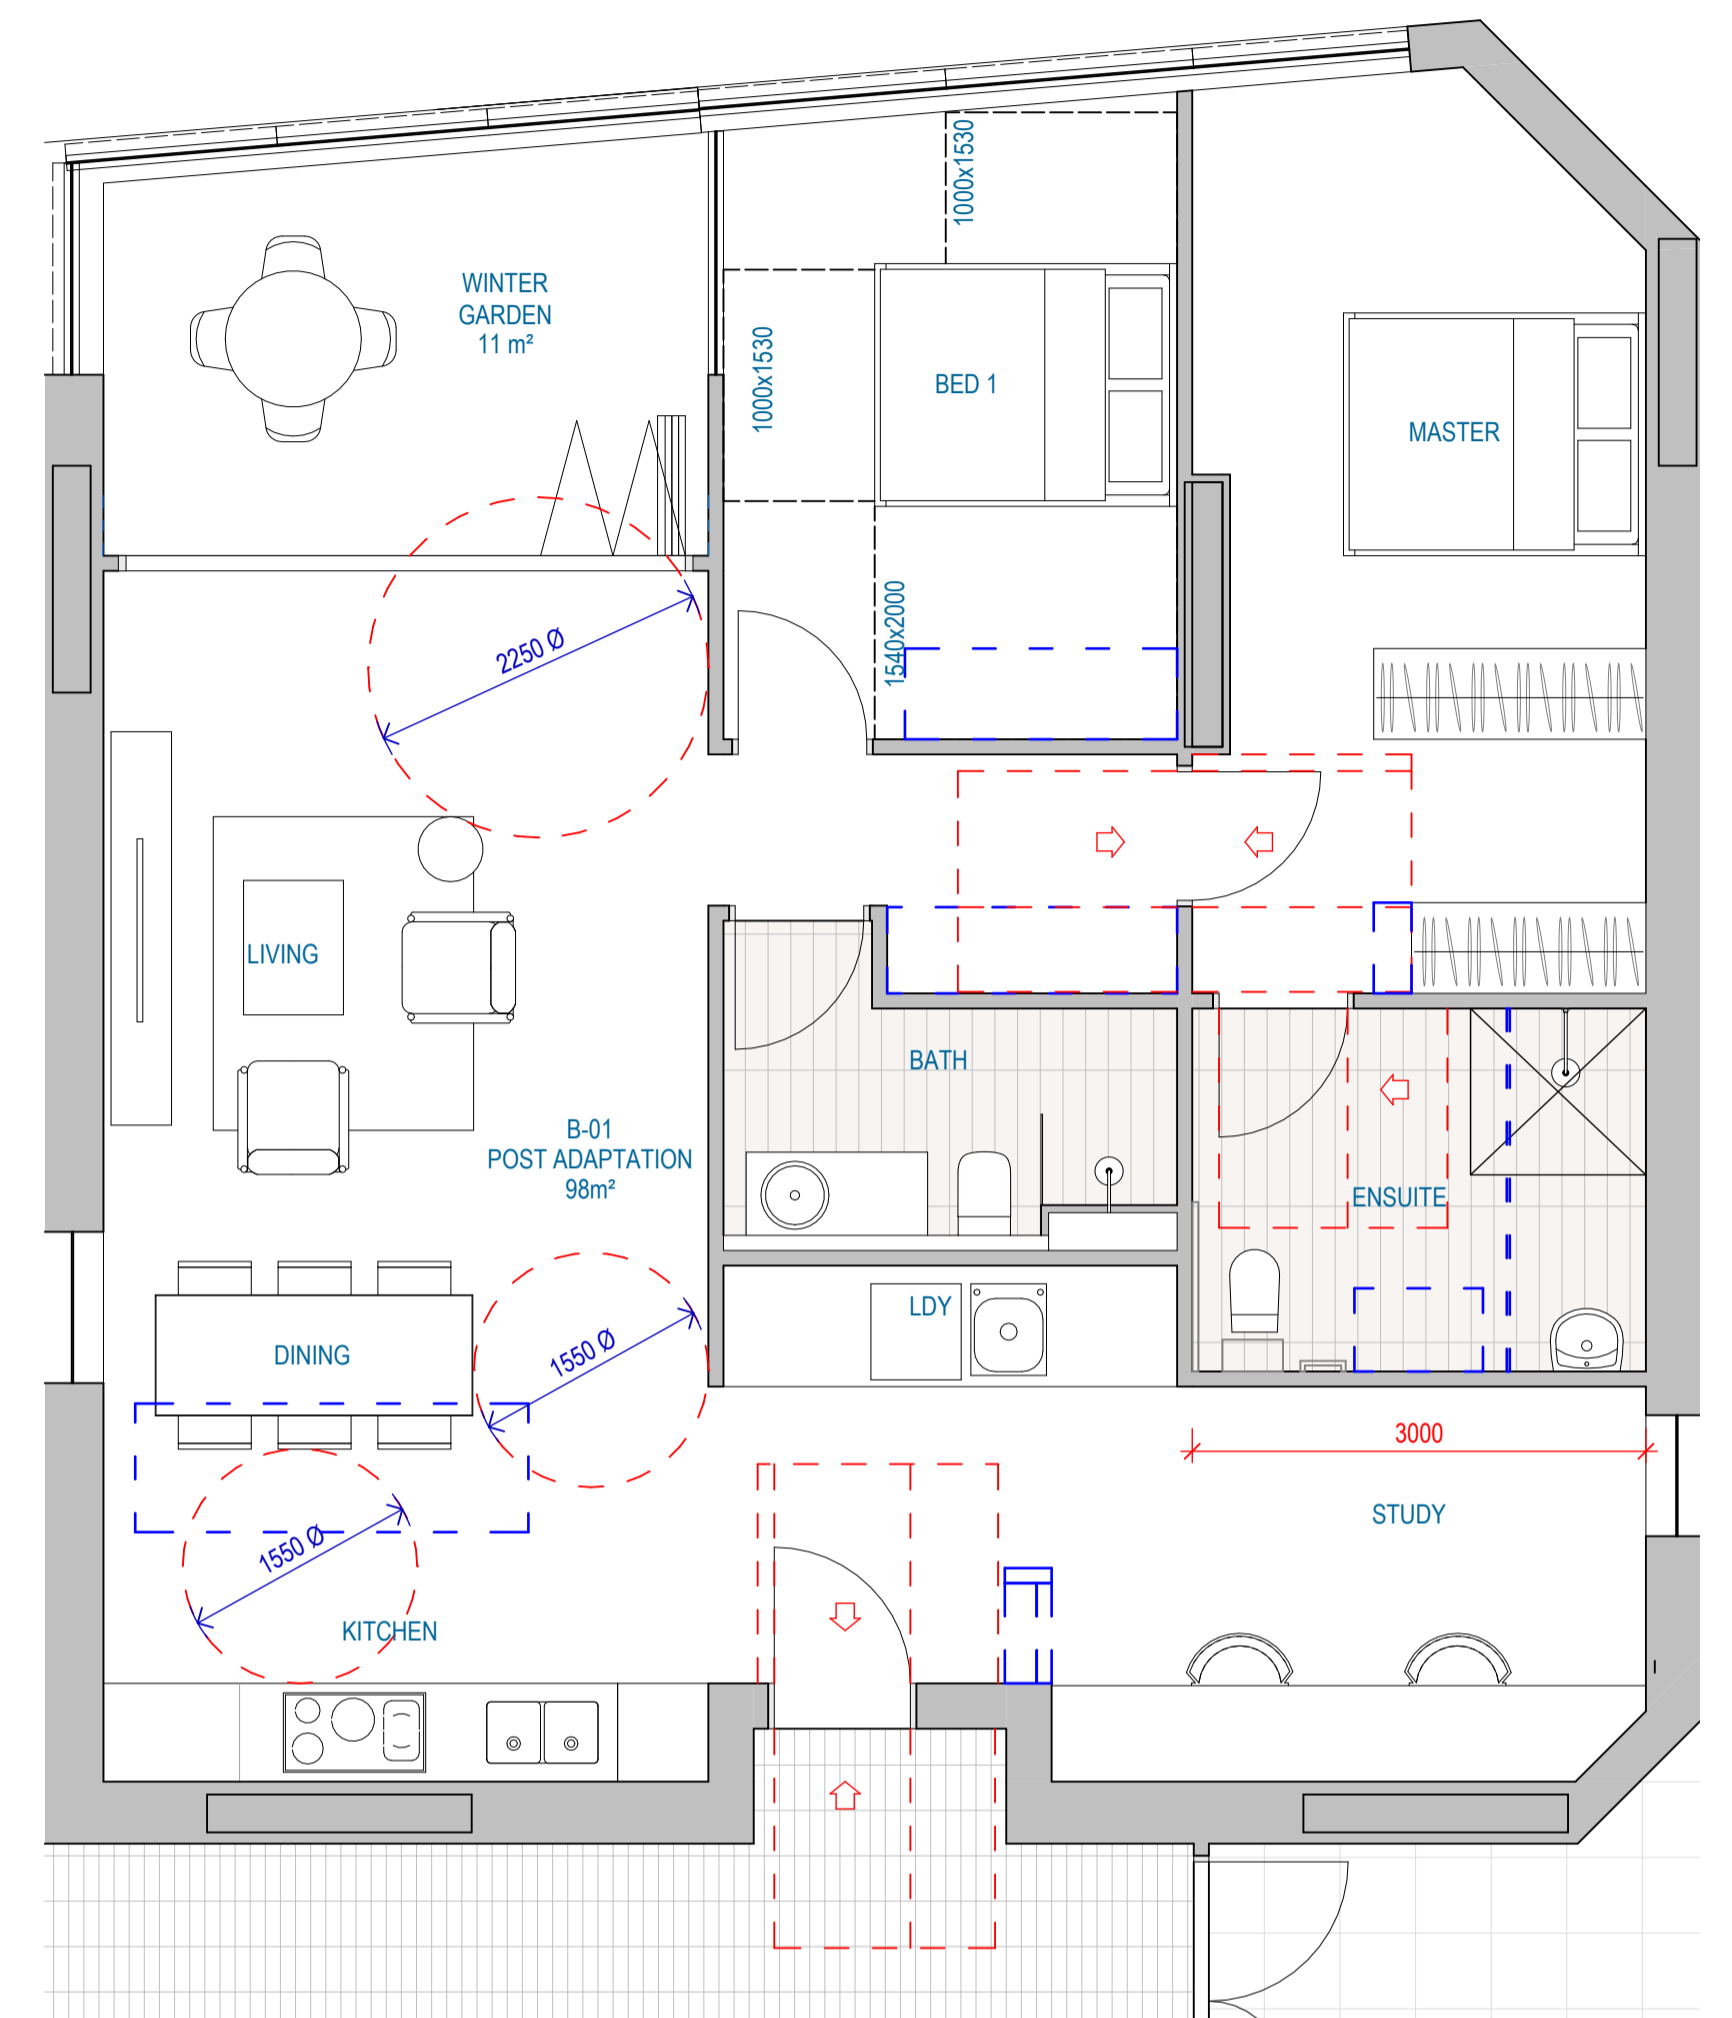 1000x1530
WINTER
GARDEN
11 m²
1000x1530
BED 1
MASTER
1540x2000
2250 Ø
LIVING
BATH
B-01
POST ADAPTATION
98m²
ENSUITE
LDY
1550 Ø
DINING
3000
STUDY
1550 Ø
KITCHEN